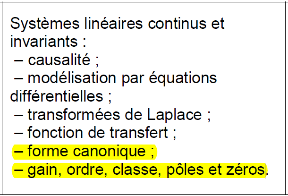 Systèmes linéaires continus et
invariants :
– causalité ;
– modélisation par équations
différentielles ;
– transformées de Laplace ;
– fonction de transfert ;
– forme canonique ;
– gain, ordre, classe, pôles et zéros.